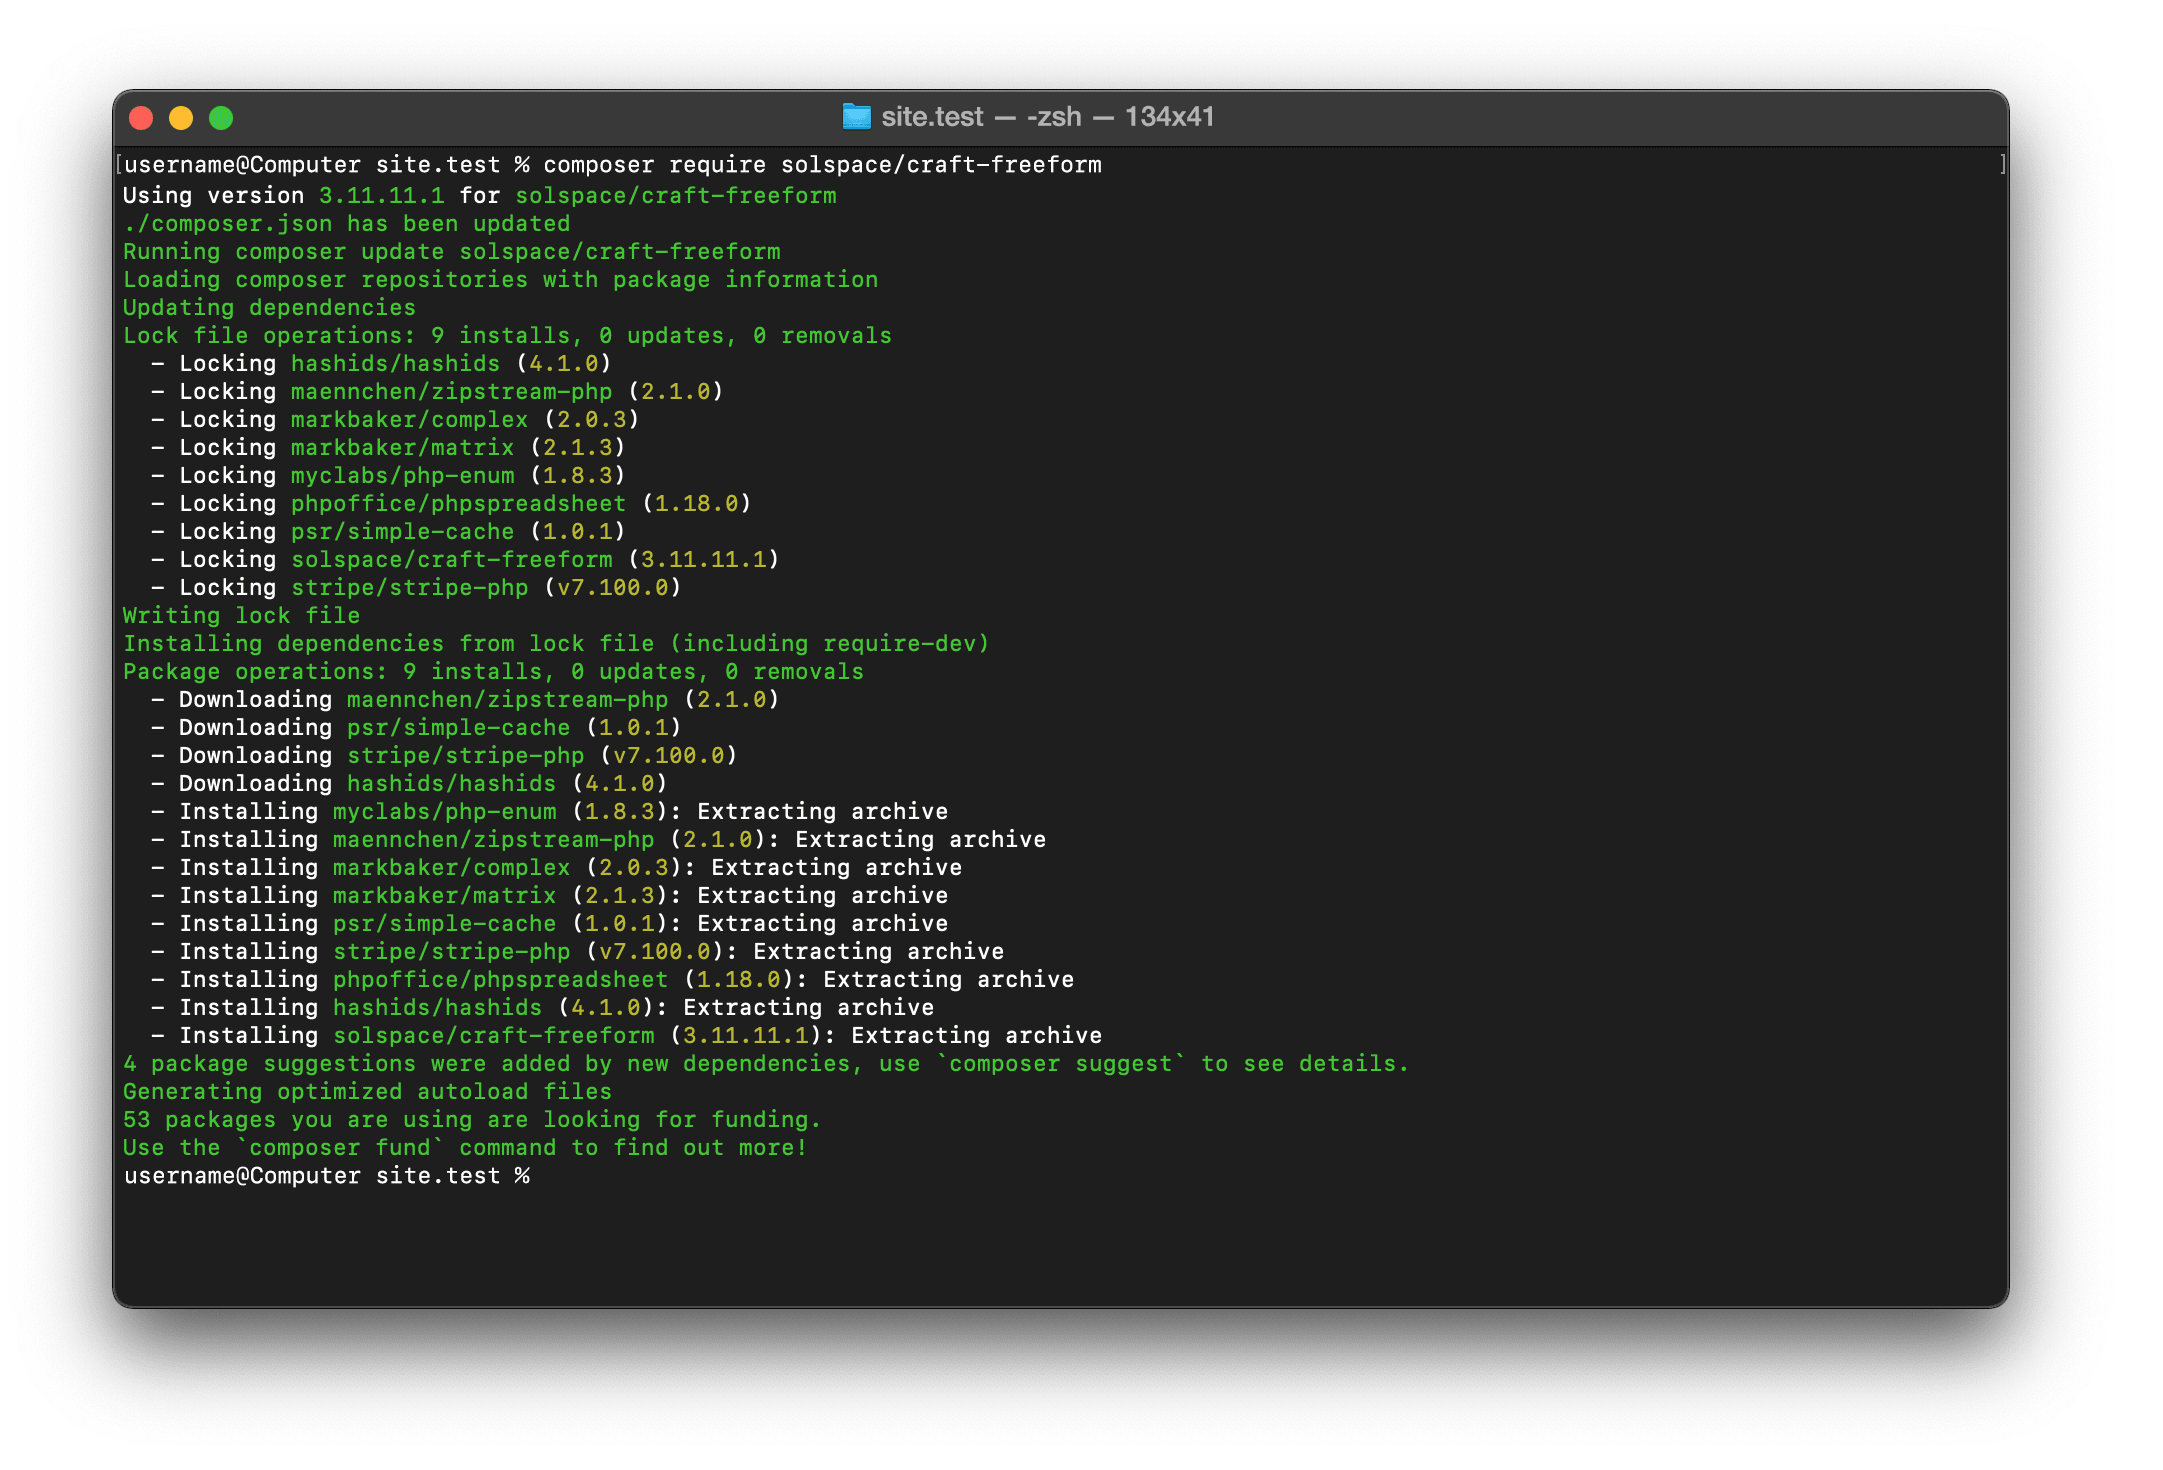 site.test — -zsh — 134x41
[username@Computer site.test % composer require solspace/craft-freeform ]
Using version 3.11.11.1 for solspace/craft-freeform
./composer.json has been updated
Running composer update solspace/craft-freeform
Loading composer repositories with package information
Updating dependencies
Lock file operations: 9 installs, 0 updates, 0 removals
  - Locking hashids/hashids (4.1.0)
  - Locking maennchen/zipstream-php (2.1.0)
  - Locking markbaker/complex (2.0.3)
  - Locking markbaker/matrix (2.1.3)
  - Locking myclabs/php-enum (1.8.3)
  - Locking phpoffice/phpspreadsheet (1.18.0)
  - Locking psr/simple-cache (1.0.1)
  - Locking solspace/craft-freeform (3.11.11.1)
  - Locking stripe/stripe-php (v7.100.0)
Writing lock file
Installing dependencies from lock file (including require-dev)
Package operations: 9 installs, 0 updates, 0 removals
  - Downloading maennchen/zipstream-php (2.1.0)
  - Downloading psr/simple-cache (1.0.1)
  - Downloading stripe/stripe-php (v7.100.0)
  - Downloading hashids/hashids (4.1.0)
  - Installing myclabs/php-enum (1.8.3): Extracting archive
  - Installing maennchen/zipstream-php (2.1.0): Extracting archive
  - Installing markbaker/complex (2.0.3): Extracting archive
  - Installing markbaker/matrix (2.1.3): Extracting archive
  - Installing psr/simple-cache (1.0.1): Extracting archive
  - Installing stripe/stripe-php (v7.100.0): Extracting archive
  - Installing phpoffice/phpspreadsheet (1.18.0): Extracting archive
  - Installing hashids/hashids (4.1.0): Extracting archive
  - Installing solspace/craft-freeform (3.11.11.1): Extracting archive
4 package suggestions were added by new dependencies, use `composer suggest` to see details.
Generating optimized autoload files
53 packages you are using are looking for funding.
Use the `composer fund` command to find out more!
username@Computer site.test %